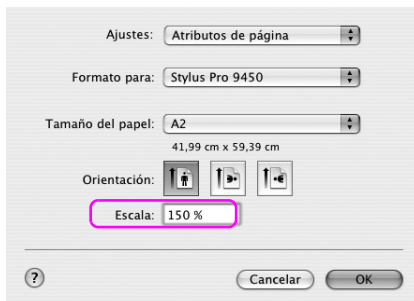 Ajustes: Atributos de página
Formato para: Stylus Pro 9450
Tamaño del papel: A2
41,99 cm x 59,39 cm
Orientación:
Escala: 150 %
? Cancelar OK